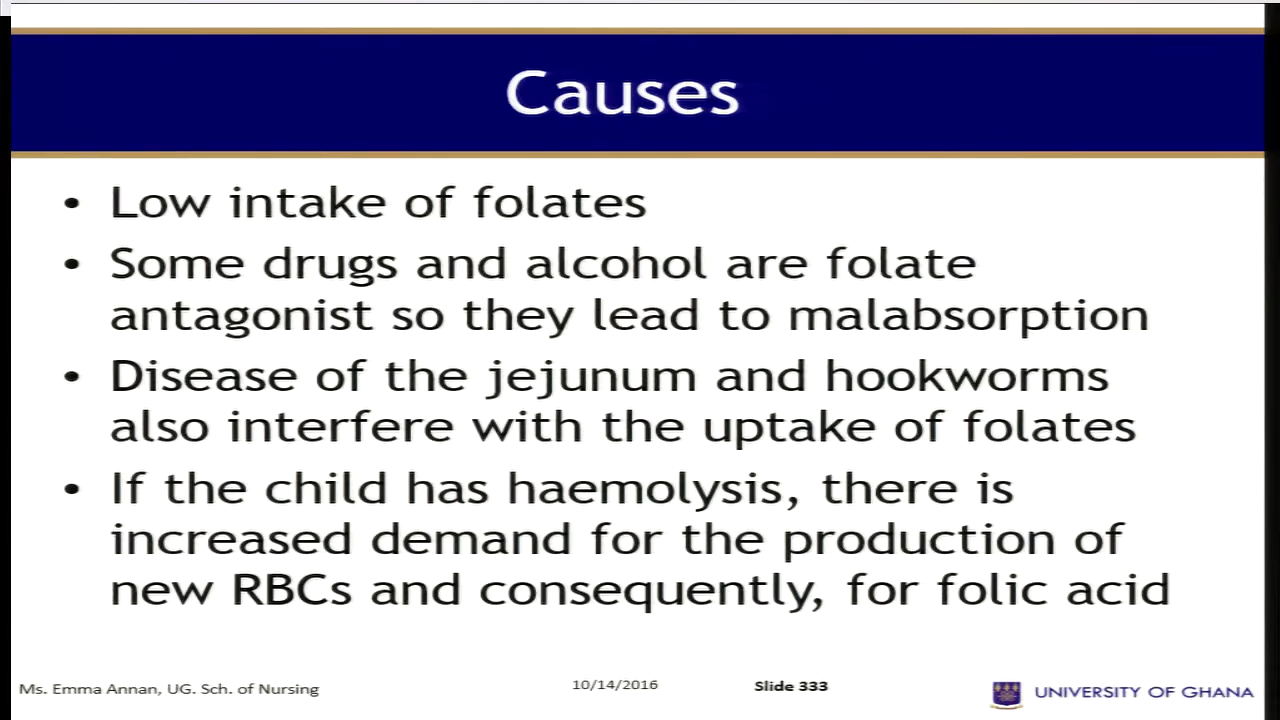 Causes
• Low intake of folates
• Some drugs and alcohol are folate
antagonist so they lead to malabsorption
• Disease of the jejunum and hookworms
also interfere with the uptake of folates
• If the child has haemolysis, there is
increased demand for the production of
new RBCs and consequently, for folic acid
Ms. Emma Annan, UG. Sch. of Nursing
10/14/2016
Slide 333
UNIVERSITY OF GHANA